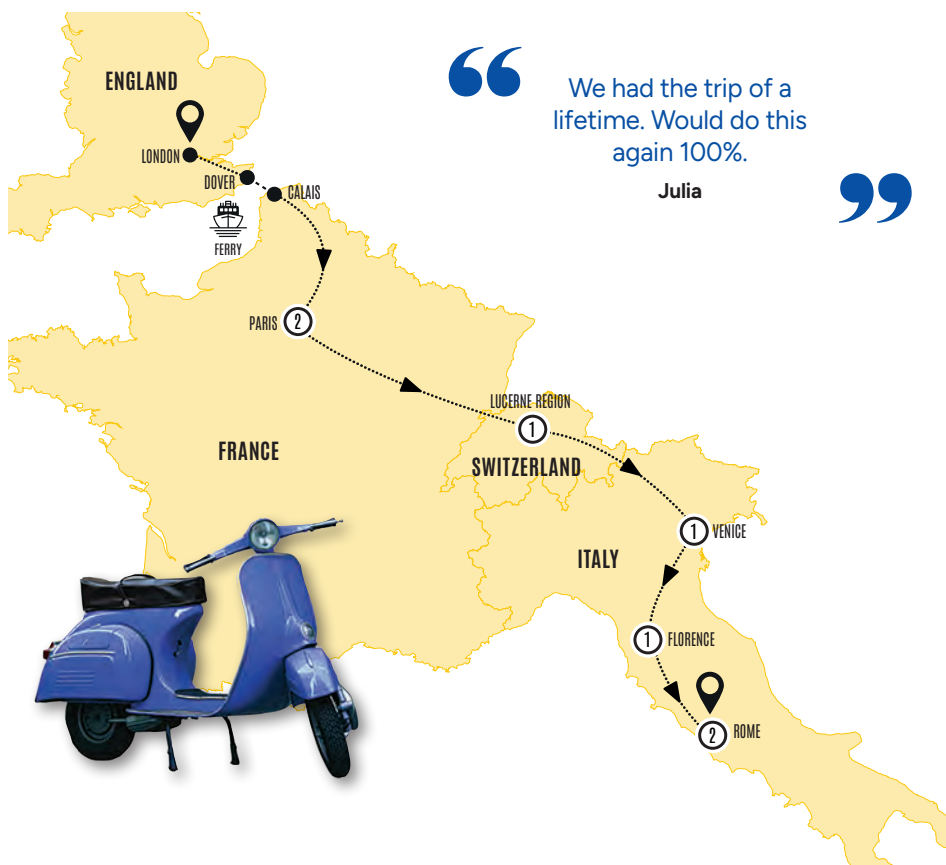 ENGLAND
LONDON
DOVER
CALAIS
FERRY
“
We had the trip of a
lifetime. Would do this
again 100%.
Julia
”
PARIS
2
LUCERNE REGION
1
FRANCE
SWITZERLAND
1
VENICE
ITALY
1
FLORENCE
2
ROME